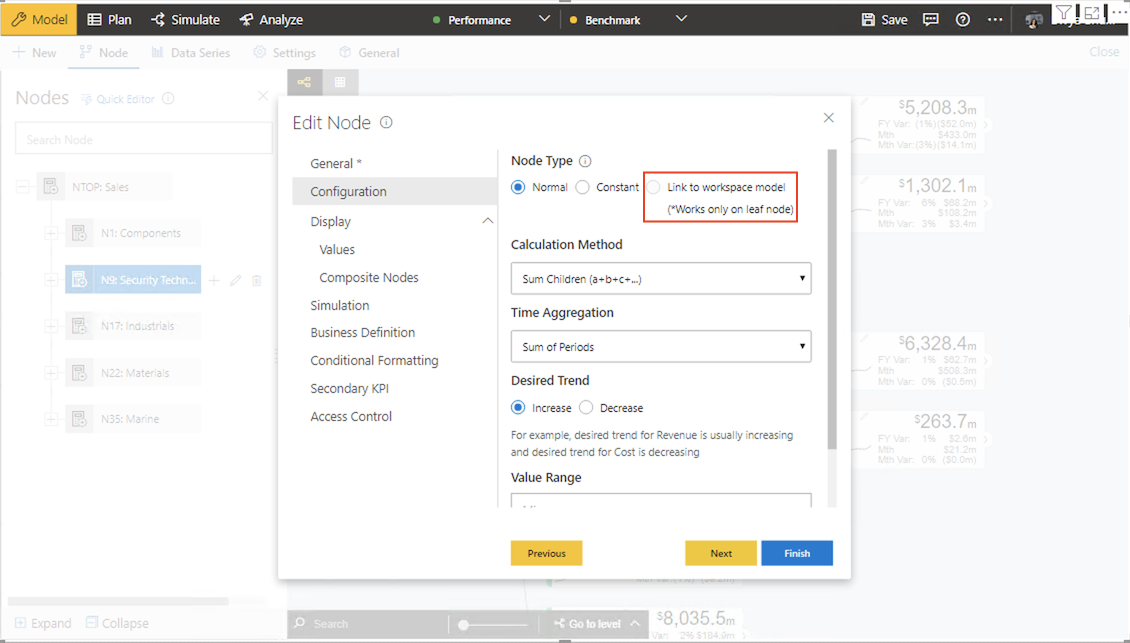 Model Plan Simulate Analyze Performance Benchmark Save
New Node Data Series Settings General Close
Nodes Quick Editor
Search Node
NTOP: Sales
N1: Components
N9: Security Techn...
N17: Industrials
N22: Materials
N35: Marine
Expand Collapse
Edit Node
General *
Configuration
Display
Values
Composite Nodes
Simulation
Business Definition
Conditional Formatting
Secondary KPI
Access Control
Node Type
Normal Constant Link to workspace model
(*Works only on leaf node)
Calculation Method
Sum Children (a+b+c+...)
Time Aggregation
Sum of Periods
Desired Trend
Increase Decrease
For example, desired trend for Revenue is usually increasing
and desired trend for Cost is decreasing
Value Range
Previous Next Finish
$5,208.3m
FY Var: (1%)($52.0m)
Mth $433.0m
Mth Var: (3%)($14.1m)
$1,302.1m
FY Var: 6% $68.2m
Mth $108.2m
Mth Var: 3% $3.4m
$6,328.4m
FY Var: 1% $62.7m
Mth $508.3m
Mth Var: 0% ($0.5m)
$263.7m
FY Var: 1% $2.6m
Mth $21.2m
Mth Var: 0% ($0.0m)
Search Go to level
$8,035.5m
Var: 2% $184.9m